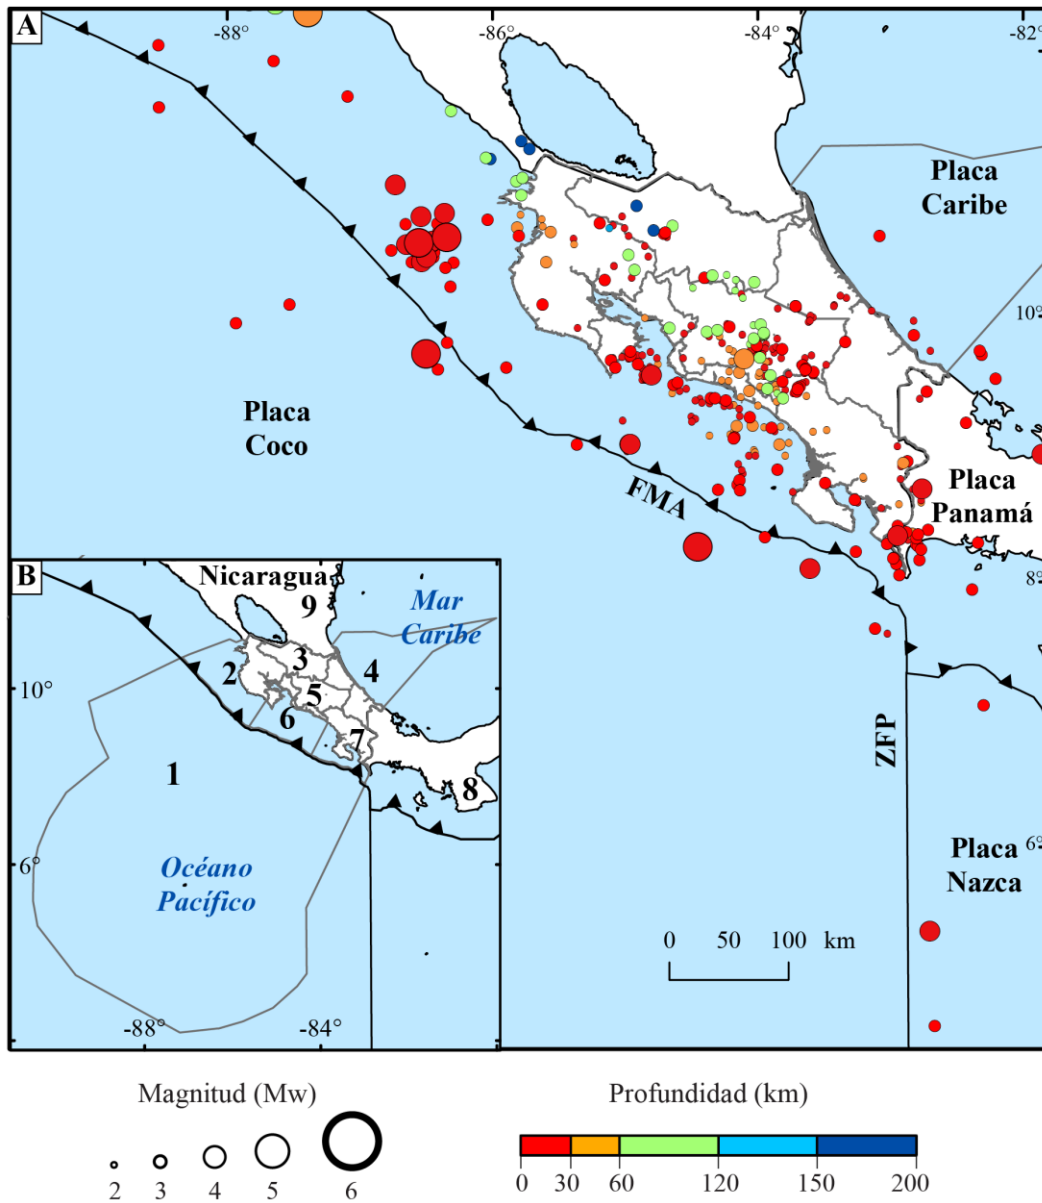 A
-88°
-86°
-84°
-82°
Placa
Caribe
10°
Placa
Coco
FMA
Placa
Panamá
8°
B
Nicaragua
9
Mar
Caribe
3
2
4
10°
5
6
7
1
8
ZFP
6°
Placa
Nazca
6°
Océano
Pacífico
0 50 100 km
-88°
-84°
Magnitud (Mw)
2 3 4 5 6
Profundidad (km)
0 30 60 120 150 200